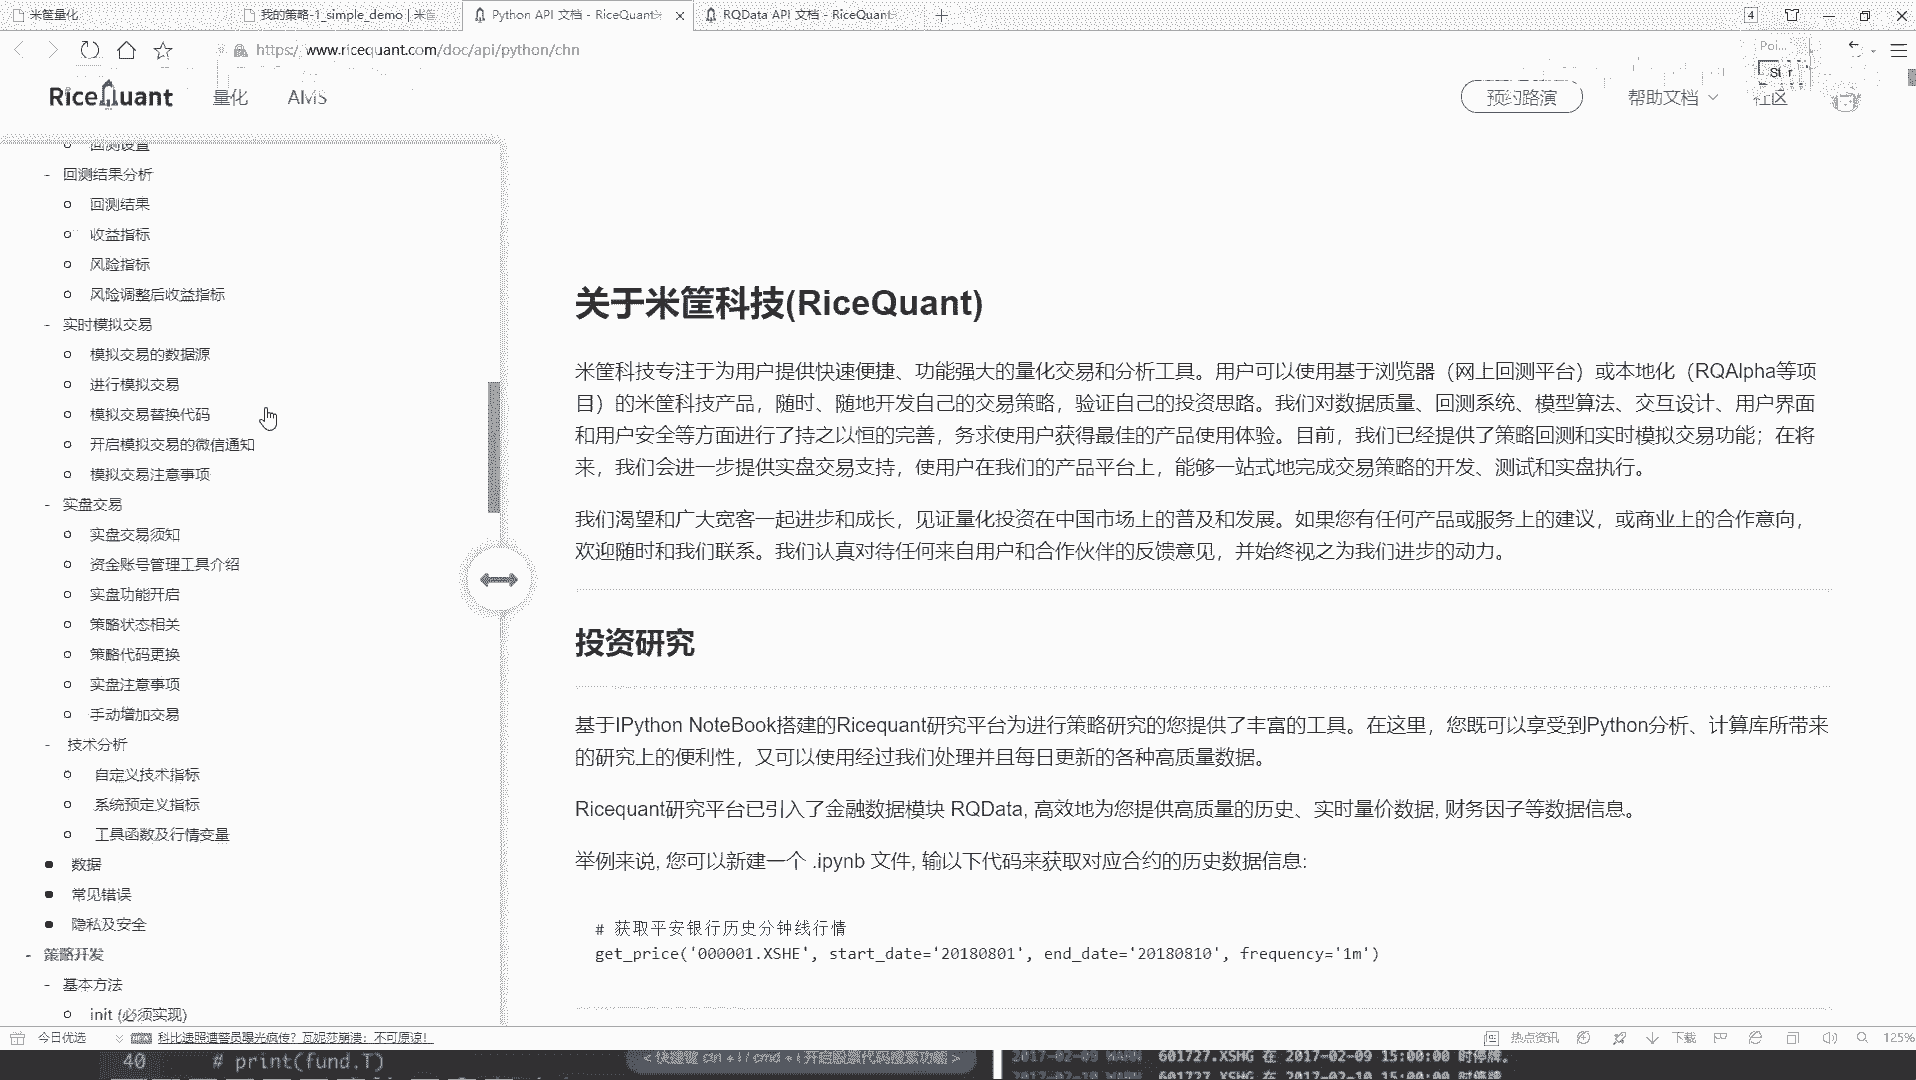 米筐量化
我的策略-1_simple_demo | 米筐
Python API 文档 - RiceQuant
RQData API 文档 - RiceQuant
4
https://www.ricequant.com/doc/api/python/chn
Poi...
RiceQuant
量化
AMS
预约路演
帮助文档
社区
回测设置
- 回测结果分析
回测结果
收益指标
风险指标
风险调整后收益指标
- 实时模拟交易
模拟交易的数据源
进行模拟交易
模拟交易替换代码
开启模拟交易的微信通知
模拟交易注意事项
- 实盘交易
实盘交易须知
资金账号管理工具介绍
实盘功能开启
策略状态相关
策略代码更换
实盘注意事项
手动增加交易
- 技术分析
自定义技术指标
系统预定义指标
工具函数及行情变量
数据
常见错误
隐私及安全
- 策略开发
- 基本方法
init (必须实现)
关于米筐科技(RiceQuant)
米筐科技专注于为用户提供快速便捷、功能强大的量化交易和分析工具。用户可以使用基于浏览器（网上回测平台）或本地化（RQAlpha等项
目）的米筐科技产品，随时、随地开发自己的交易策略，验证自己的投资思路。我们对数据质量、回测系统、模型算法、交互设计、用户界面
和用户安全等方面进行了持之以恒的完善，务求使用户获得最佳的产品使用体验。目前，我们已经提供了策略回测和实时模拟交易功能；在将
来，我们会进一步提供实盘交易支持，使用户在我们的产品平台上，能够一站式地完成交易策略的开发、测试和实盘执行。
我们渴望和广大宽客一起进步和成长，见证量化投资在中国市场上的普及和发展。如果您有任何产品或服务上的建议，或商业上的合作意向，
欢迎随时和我们联系。我们认真对待任何来自用户和合作伙伴的反馈意见，并始终视之为我们进步的动力。
投资研究
基于IPython NoteBook搭建的Ricequant研究平台为进行策略研究的您提供了丰富的工具。在这里，您既可以享受到Python分析、计算库所带来
的研究上的便利性，又可以使用经过我们处理并且每日更新的各种高质量数据。
Ricequant研究平台已引入了金融数据模块 RQData, 高效地为您提供高质量的历史、实时量价数据, 财务因子等数据信息。
举例来说, 您可以新建一个 .ipynb 文件, 输以下代码来获取对应合约的历史数据信息:
# 获取平安银行历史分钟线行情
get_price('000001.XSHE', start_date='20180801', end_date='20180810', frequency='1m')
今日优选
科比遗照遭警员曝光疯传？瓦妮莎崩溃：不可原谅！
热点资讯
下载
125%
40 # print(fund.T)
< 快捷键 ctrl + i / cmd + i 开启股票代码搜索功能 >
2017-02-09 WARN 601727.XSHG 在 2017-02-09 15:00:00 时停牌。
2017-02-10 WARN 601727.XSHG 在 2017-02-10 15:00:00 时停牌。